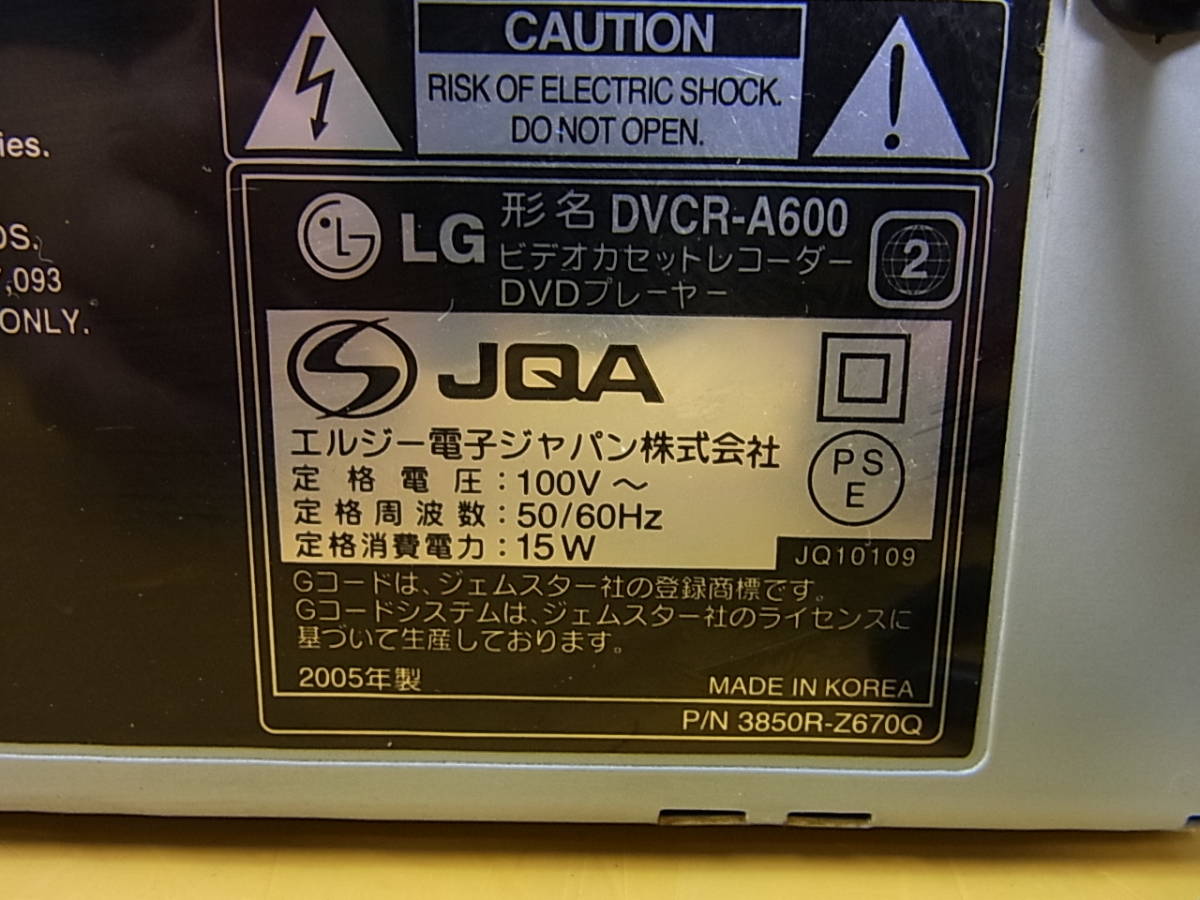 CAUTION
RISK OF ELECTRIC SHOCK.
DO NOT OPEN.
ies.
OS.
,093
ONLY.
LG
形名 DVCR-A600
ビデオカセットレコーダー
DVDプレーヤー
2
JQA
エルジー電子ジャパン株式会社
定格電圧:100V～
定格周波数:50/60Hz
定格消費電力:15W
PS
E
JQ10109
Gコードは、ジェムスター社の登録商標です。
Gコードシステムは、ジェムスター社のライセンスに
基づいて生産しております。
2005年製
MADE IN KOREA
P/N 3850R-Z670Q